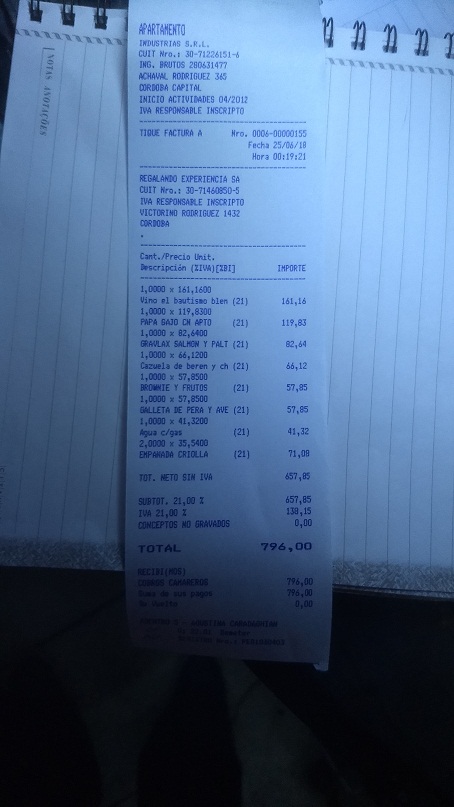 NOTAS ANOTAÇÕES
APARTAMENTO
INDUSTRIAS S.R.L.
CUIT Nro.: 30-71226151-6
ING. BRUTOS 280631477
ACHAVAL RODRIGUEZ 365
CORDOBA CAPITAL
INICIO ACTIVIDADES 04/2012
IVA RESPONSABLE INSCRIPTO
TIQUE FACTURA A Nro. 0006-00000155
Fecha 25/06/18
Hora 00:19:21
REGALANDO EXPERIENCIA SA
CUIT Nro.: 30-71460850-5
IVA RESPONSABLE INSCRIPTO
VICTORINO RODRIGUEZ 1432
CORDOBA
.
Cant./Precio Unit.
Descripción (%IVA)[%BI] IMPORTE
1,0000 x 161,1600
Vino el bautismo blen (21) 161,16
1,0000 x 119,8300
PAPA GAJO CH APTO (21) 119,83
1,0000 x 82,6400
GRAVLAX SALMON Y PALT (21) 82,64
1,0000 x 66,1200
Cazuela de beren y ch (21) 66,12
1,0000 x 57,8500
BROWNIE Y FRUTOS (21) 57,85
1,0000 x 57,8500
GALLETA DE PERA Y AVE (21) 57,85
1,0000 x 41,3200
Agua c/gas (21) 41,32
2,0000 x 35,5400
EMPANADA CRIOLLA (21) 71,08
TOT. NETO SIN IVA 657,85
SUBTOT. 21,00 % 657,85
IVA 21,00 % 138,15
CONCEPTOS NO GRAVADOS 0,00
TOTAL 796,00
RECIBI(MOS)
COBROS CAMAREROS 796,00
Suma de sus pagos 796,00
Su Vuelto 0,00
AGUSTINA